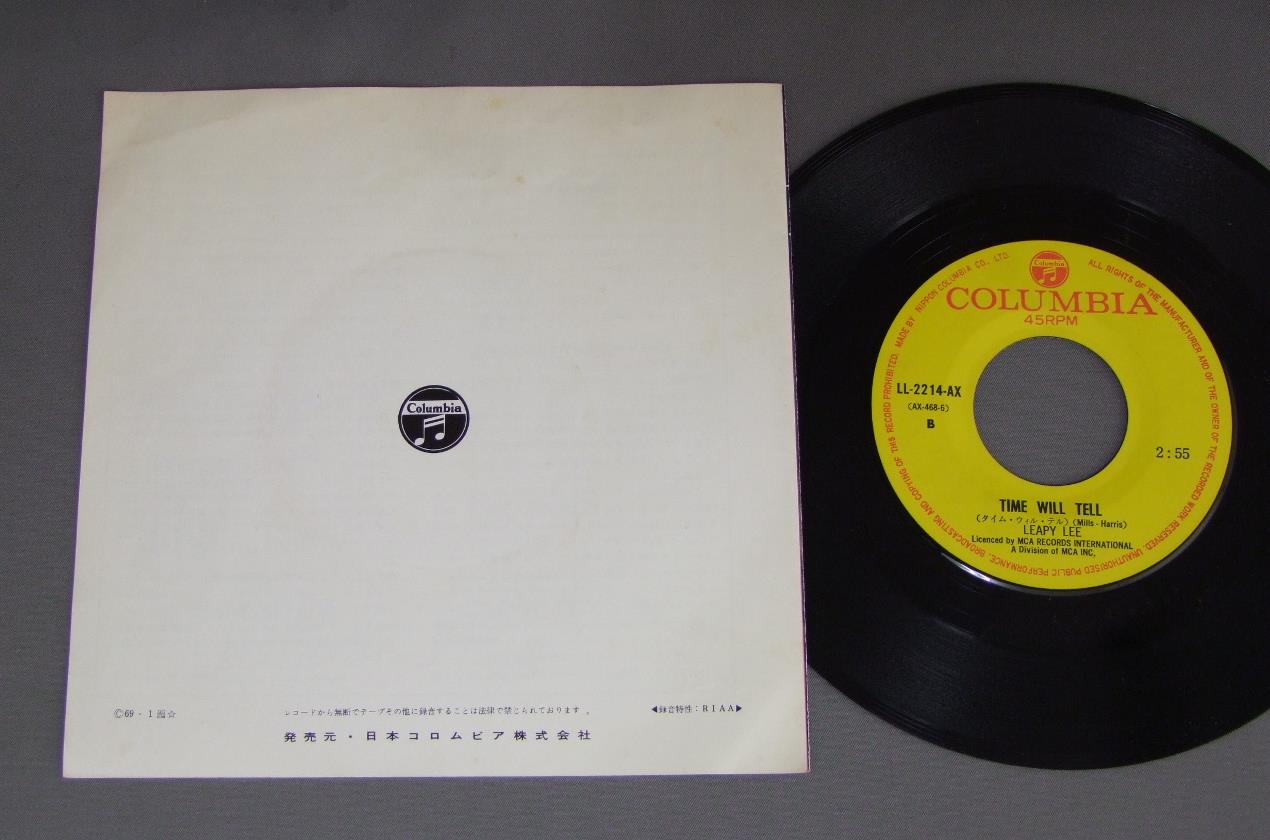 Columbia
©69・1
レコードから無断でテープその他に録音することは法律で禁じられております。
◀録音特性：RIAA▶
発売元・日本コロムビア株式会社
Columbia
COLUMBIA
45RPM
LL-2214-AX
(AX-468-6)
B
2:55
TIME WILL TELL
(タイム・ウィル・テル) (Mills-Harris)
LEAPY LEE
Licenced by MCA RECORDS INTERNATIONAL
A Division of MCA INC,
ALL RIGHTS OF THE MANUFACTURER AND OF THE OWNER OF THE RECORDED WORK RESERVED. UNAUTHORISED PUBLIC PERFORMANCE, BROADCASTING AND COPYING OF THIS RECORD PROHIBITED. MADE BY NIPPON COLUMBIA CO., LTD.